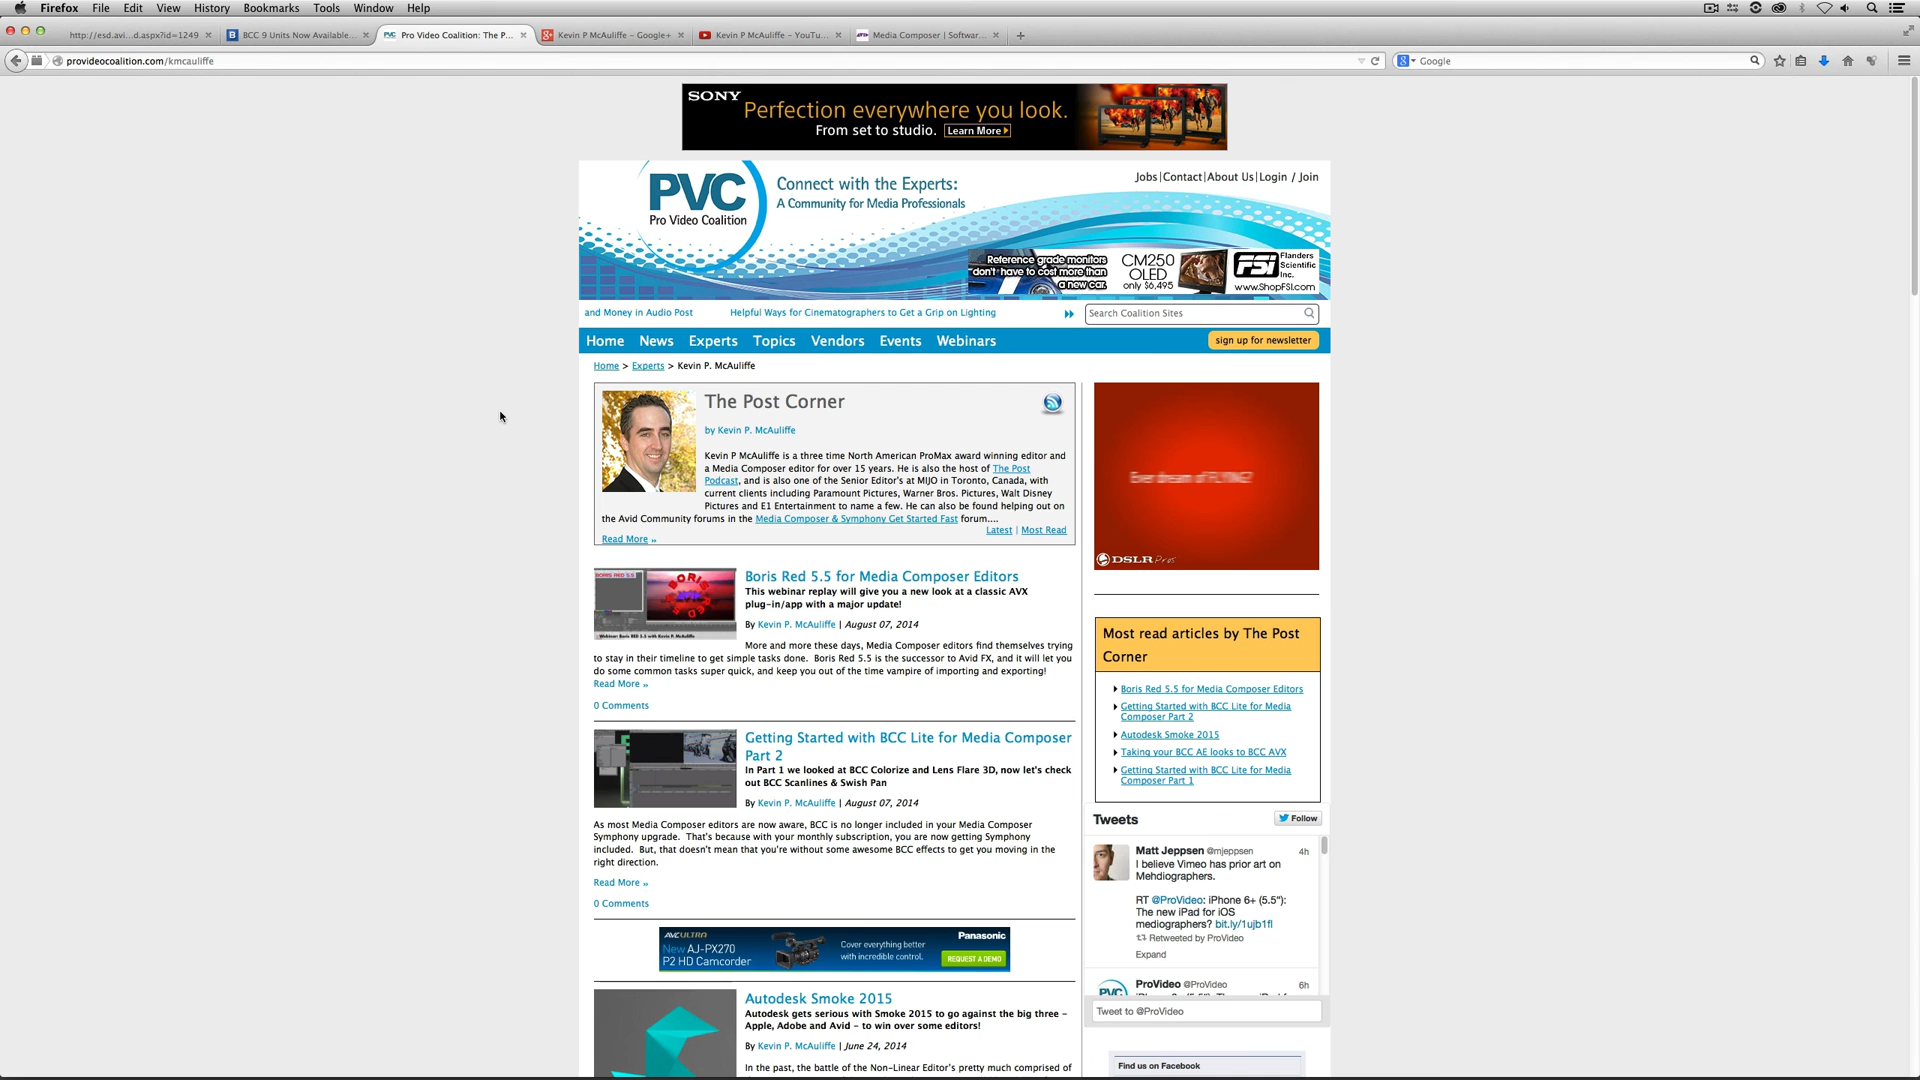 Firefox File Edit View History Bookmarks Tools Window Help
http://esd.avi...d.aspx?id=1249 BCC 9 Units Now Available... Pro Video Coalition: The P... Kevin P McAuliffe - Google+ Kevin P McAuliffe - YouTu... Media Composer | Softwar...
providecoalition.com/kmcauliffe Google
SONY
Perfection everywhere you look.
From set to studio. Learn More
PVC
Pro Video Coalition
Connect with the Experts:
A Community for Media Professionals
Jobs|Contact|About Us|Login / Join
Reference grade monitors
don't have to cost more than
a new car.
CM250
OLED
only $6,495
FSI
Flanders
Scientific
Inc.
www.ShopFSI.com
and Money in Audio Post Helpful Ways for Cinematographers to Get a Grip on Lighting Search Coalition Sites
Home News Experts Topics Vendors Events Webinars sign up for newsletter
Home > Experts > Kevin P. McAuliffe
The Post Corner
by Kevin P. McAuliffe
Kevin P McAuliffe is a three time North American ProMax award winning editor and
a Media Composer editor for over 15 years. He is also the host of The Post
Podcast, and is also one of the Senior Editor's at MIJO in Toronto, Canada, with
current clients including Paramount Pictures, Warner Bros. Pictures, Walt Disney
Pictures and E1 Entertainment to name a few. He can also be found helping out on
the Avid Community forums in the Media Composer & Symphony Get Started Fast forum....
Latest | Most Read
Read More »
BORIS RED 5.5
Webinar: Boris Red 5.5 with Kevin P. McAuliffe
Boris Red 5.5 for Media Composer Editors
This webinar replay will give you a new look at a classic AVX
plug-in/app with a major update!
By Kevin P. McAuliffe | August 07, 2014
More and more these days, Media Composer editors find themselves trying
to stay in their timeline to get simple tasks done. Boris Red 5.5 is the successor to Avid FX, and it will let you
do some common tasks super quick, and keep you out of the time vampire of importing and exporting!
Read More »
0 Comments
Getting Started with BCC Lite for Media Composer
Part 2
In Part 1 we looked at BCC Colorize and Lens Flare 3D, now let's check
out BCC Scanlines & Swish Pan
By Kevin P. McAuliffe | August 07, 2014
As most Media Composer editors are now aware, BCC is no longer included in your Media Composer
Symphony upgrade. That's because with your monthly subscription, you are now getting Symphony
included. But, that doesn't mean that you're without some awesome BCC effects to get you moving in the
right direction.
Read More »
0 Comments
AVCULTRA
New AJ-PX270
P2 HD Camcorder
Cover everything better
with incredible control.
Panasonic
REQUEST A DEMO
Autodesk Smoke 2015
Autodesk gets serious with Smoke 2015 to go against the big three -
Apple, Adobe and Avid - to win over some editors!
By Kevin P. McAuliffe | June 24, 2014
In the past, the battle of the Non-Linear Editor's pretty much comprised of
Ever dream of FLYING?
DSLR Pros
Most read articles by The Post
Corner
Boris Red 5.5 for Media Composer Editors
Getting Started with BCC Lite for Media
Composer Part 2
Autodesk Smoke 2015
Taking your BCC AE looks to BCC AVX
Getting Started with BCC Lite for Media
Composer Part 1
Tweets Follow
Matt Jeppsen @mjeppsen 4h
I believe Vimeo has prior art on
Mehdiographers.
RT @ProVideo: iPhone 6+ (5.5"):
The new iPad for iOS
mediographers? bit.ly/1ujb1fl
Retweeted by ProVideo
Expand
PVC ProVideo @ProVideo 6h
Tweet to @ProVideo
Find us on Facebook